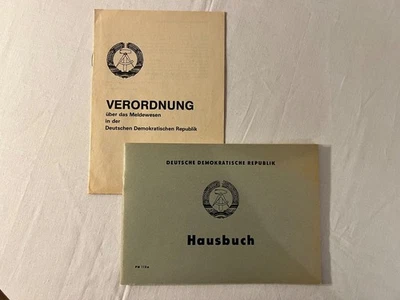 VERORDNUNG
über das Meldewesen
in der
Deutschen Demokratischen Republik
DEUTSCHE DEMOKRATISCHE REPUBLIK
Hausbuch